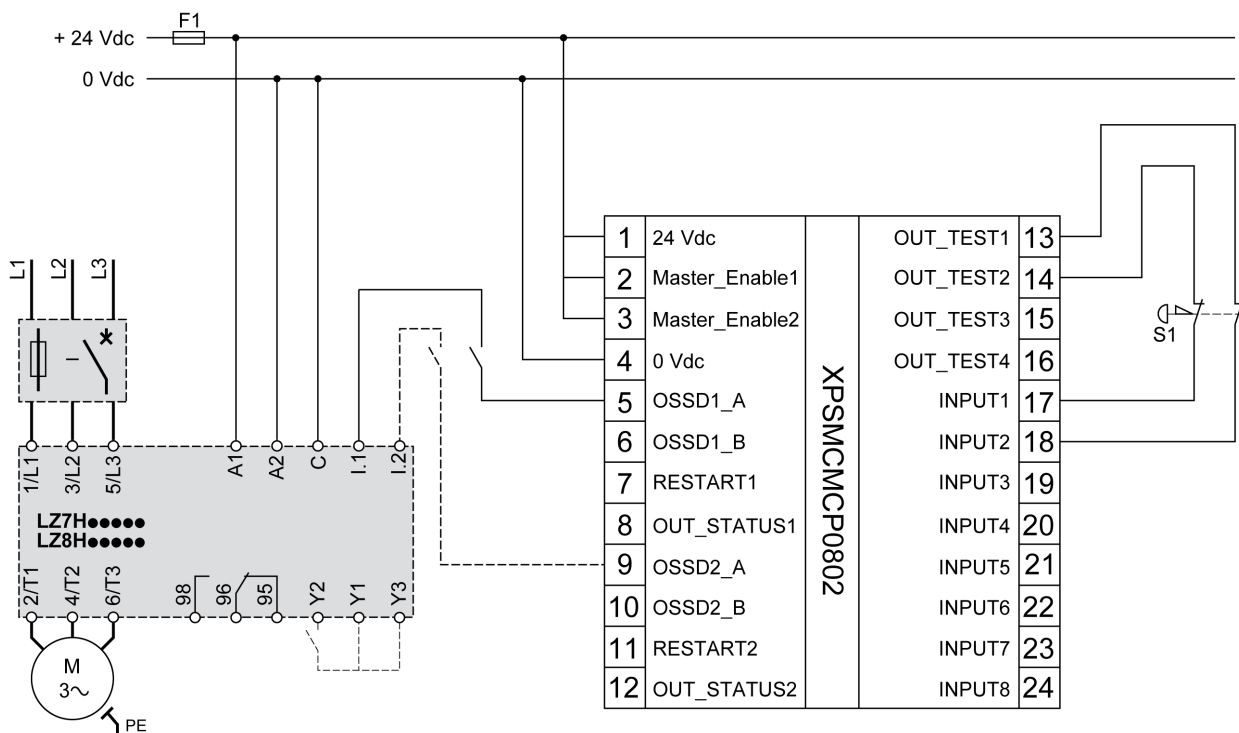 F1
+ 24 Vdc
0 Vdc
L1 L2 L3
1/L1 3/L2 5/L3 A1 A2 C I.1 I.2
LZ7H●●●●●
LZ8H●●●●●
2/T1 4/T2 6/T3 98 96 95 Y2 Y1 Y3
M
3~
PE
1 24 Vdc
2 Master_Enable1
3 Master_Enable2
4 0 Vdc
5 OSSD1_A
6 OSSD1_B
7 RESTART1
8 OUT_STATUS1
9 OSSD2_A
10 OSSD2_B
11 RESTART2
12 OUT_STATUS2
XPSMCMCP0802
OUT_TEST1 13
OUT_TEST2 14
OUT_TEST3 15
OUT_TEST4 16
INPUT1 17
INPUT2 18
INPUT3 19
INPUT4 20
INPUT5 21
INPUT6 22
INPUT7 23
INPUT8 24
S1